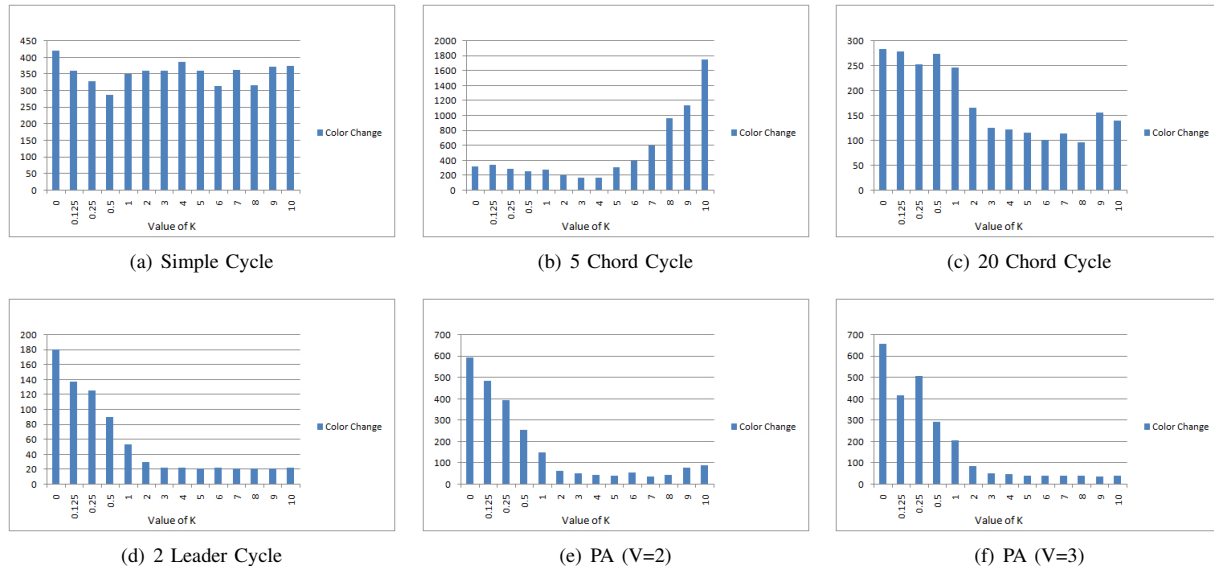 450
400
350
300
250
200
150
100
50
0
0 0.125 0.25 0.5 1 2 3 4 5 6 7 8 9 10
Value of K
Color Change
(a) Simple Cycle
2000
1800
1600
1400
1200
1000
800
600
400
200
0
0 0.125 0.25 0.5 1 2 3 4 5 6 7 8 9 10
Value of K
Color Change
(b) 5 Chord Cycle
300
250
200
150
100
50
0
0 0.125 0.25 0.5 1 2 3 4 5 6 7 8 9 10
Value of K
Color Change
(c) 20 Chord Cycle
200
180
160
140
120
100
80
60
40
20
0
0 0.125 0.25 0.5 1 2 3 4 5 6 7 8 9 10
Value of K
Color Change
(d) 2 Leader Cycle
700
600
500
400
300
200
100
0
0 0.125 0.25 0.5 1 2 3 4 5 6 7 8 9 10
Value of K
Color Change
(e) PA (V=2)
700
600
500
400
300
200
100
0
0 0.125 0.25 0.5 1 2 3 4 5 6 7 8 9 10
Value of K
Color Change
(f) PA (V=3)